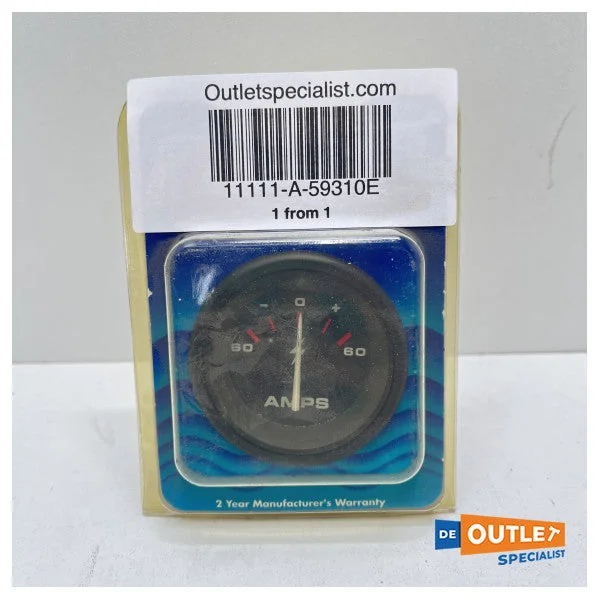 Outletspecialist.com
11111-A-59310E
1 from 1
- 0 +
60 60
AMPS
2 Year Manufacturer's Warranty
DE OUTLET
SPECIALIST